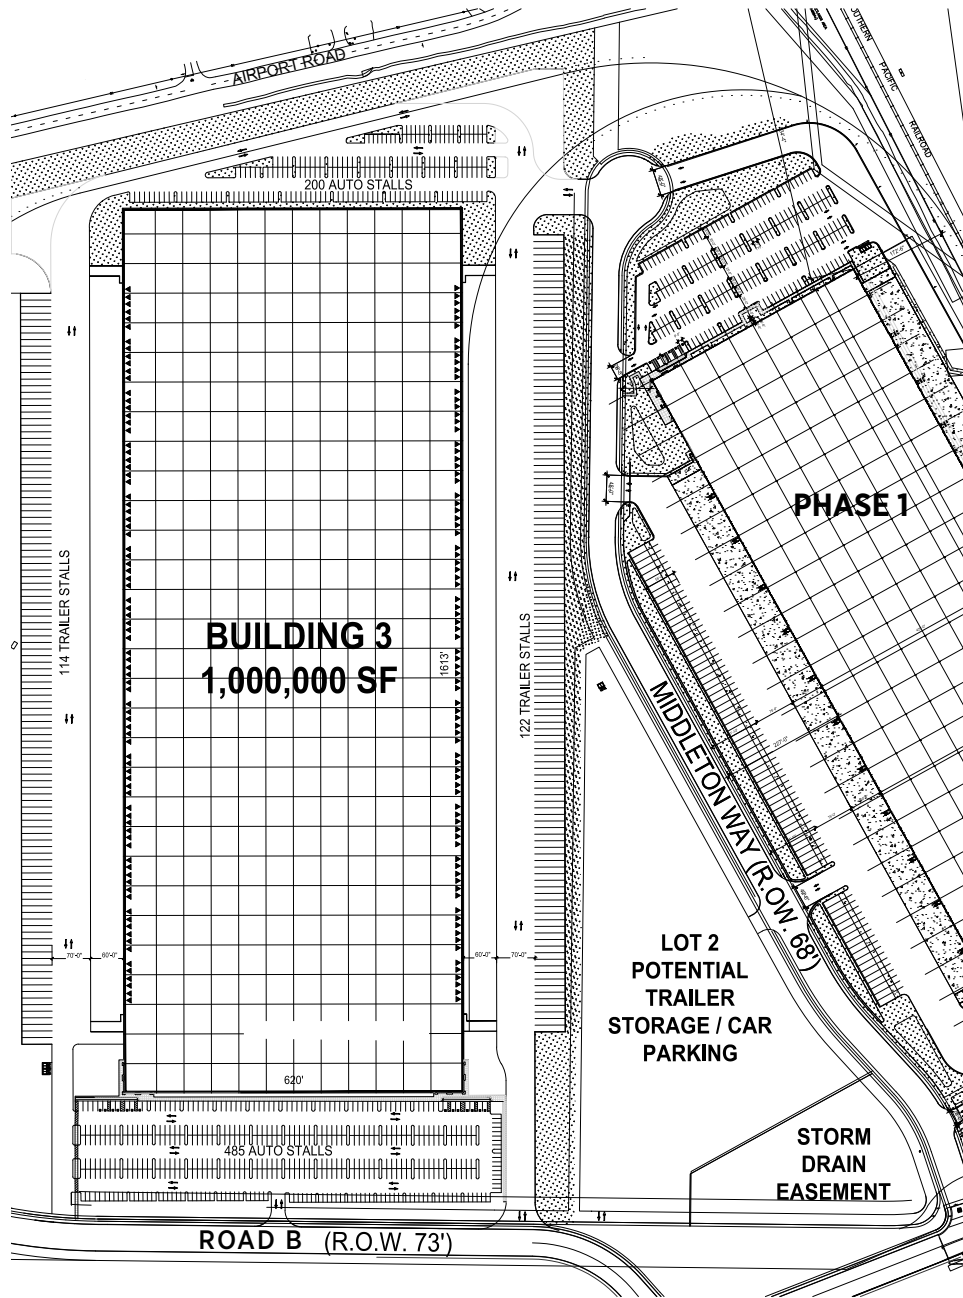 AIRPORT ROAD
SOUTHERN
PACIFIC
RAILROAD
200 AUTO STALLS
PHASE 1
114 TRAILER STALLS
BUILDING 3
1,000,000 SF
1613'
122 TRAILER STALLS
MIDDLETON WAY (R.OW. 68')
70'-0"
60'-0"
60'-0"
70'-0"
LOT 2
POTENTIAL
TRAILER
STORAGE / CAR
PARKING
620'
485 AUTO STALLS
STORM
DRAIN
EASEMENT
ROAD B (R.O.W. 73')